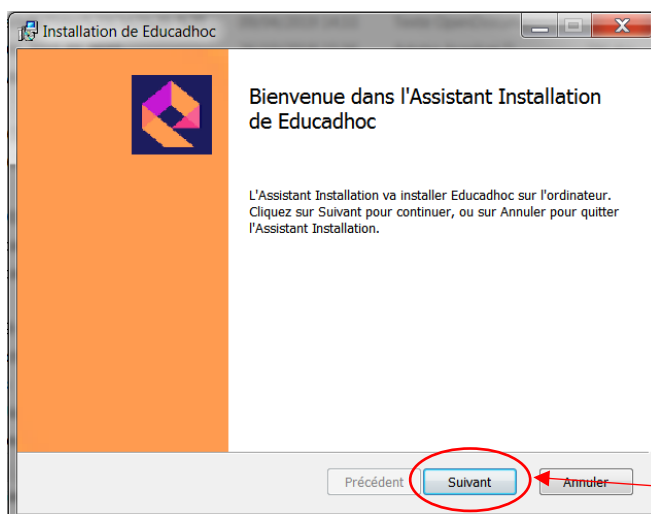 Installation de Educadhoc
Bienvenue dans l'Assistant Installation
de Educadhoc
L'Assistant Installation va installer Educadhoc sur l'ordinateur.
Cliquez sur Suivant pour continuer, ou sur Annuler pour quitter
l'Assistant Installation.
Précédent Suivant Annuler